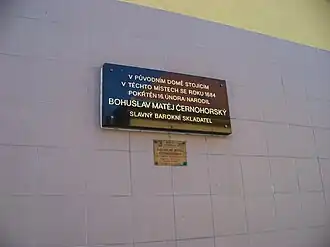 V PŮVODNÍM DOMĚ STOJÍCÍM
V TĚCHTO MÍSTECH SE ROKU 1684
POKŘTĚN 16. ÚNORA NARODIL
BOHUSLAV MATĚJ ČERNOHORSKÝ
SLAVNÝ BAROKNÍ SKLADATEL